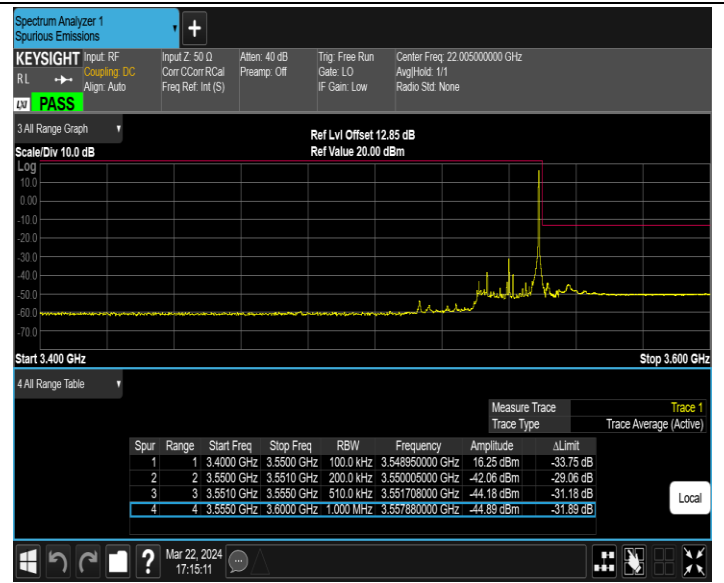 Spectrum Analyzer 1
Spurious Emissions
KEYSIGHT
Input: RF
Coupling: DC
Align: Auto
Input Z: 50 Ω
Corr CCorr RCal
Freq Ref: Int (S)
Atten: 40 dB
Preamp: Off
Trig: Free Run
Gate: LO
IF Gain: Low
Center Freq: 22.005000000 GHz
Avg|Hold: 1/1
Radio Std: None
R L
LXI PASS
3 All Range Graph
Ref Lvl Offset 12.85 dB
Scale/Div 10.0 dB
Ref Value 20.00 dBm
Log
10.0
0.00
-10.0
-20.0
-30.0
-40.0
-50.0
-60.0
-70.0
Start 3.400 GHz
Stop 3.600 GHz
4 All Range Table
Measure Trace Trace 1
Trace Type Trace Average (Active)
Spur Range Start Freq Stop Freq RBW Frequency Amplitude ∆Limit
1 1 3.4000 GHz 3.5500 GHz 100.0 kHz 3.548950000 GHz 16.25 dBm -33.75 dB
2 2 3.5500 GHz 3.5510 GHz 200.0 kHz 3.550005000 GHz -42.06 dBm -29.06 dB
3 3 3.5510 GHz 3.5550 GHz 510.0 kHz 3.551708000 GHz -44.18 dBm -31.18 dB
4 4 3.5550 GHz 3.6000 GHz 1.000 MHz 3.557880000 GHz -44.89 dBm -31.89 dB
Local
Mar 22, 2024
17:15:11